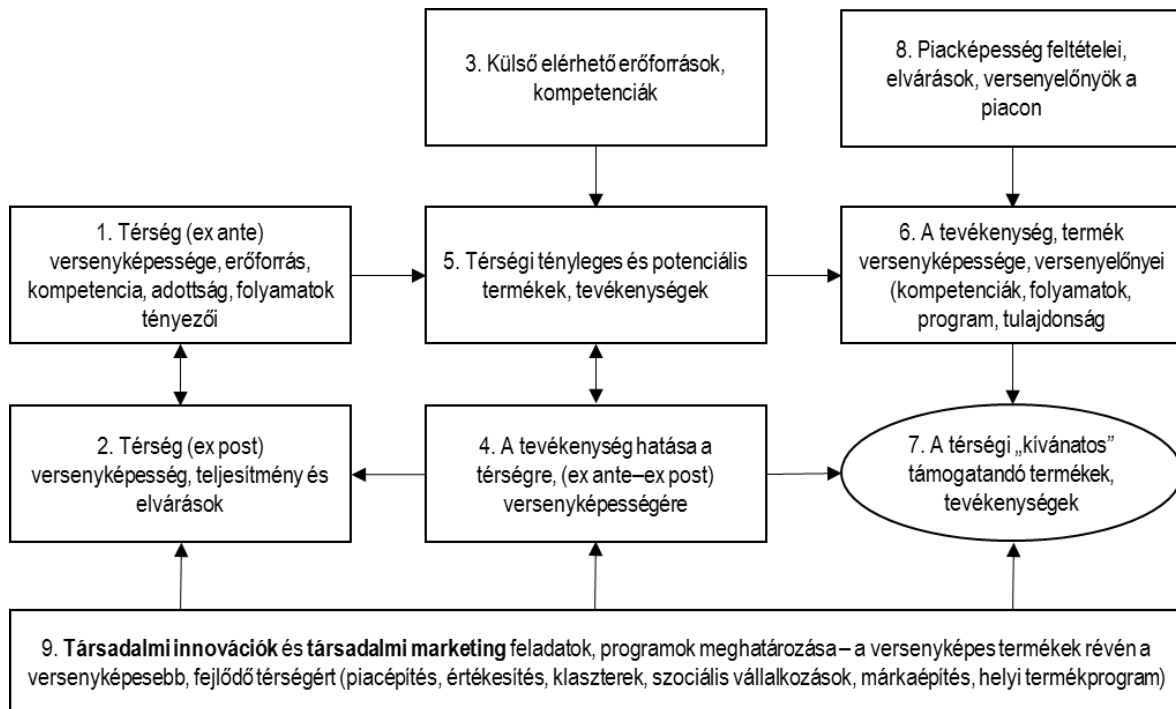 3. Külső elérhető erőforrások,
kompetenciák
8. Piacképesség feltételei,
elvárások, versenyelőnyök a
piacon
1. Térség (ex ante)
versenyképessége, erőforrás,
kompetencia, adottság, folyamatok
tényezői
5. Térségi tényleges és potenciális
termékek, tevékenységek
6. A tevékenység, termék
versenyképessége, versenyelőnyei
(kompetenciák, folyamatok,
program, tulajdonság
2. Térség (ex post)
versenyképesség, teljesítmény és
elvárások
4. A tevékenység hatása a
térségre, (ex ante–ex post)
versenyképességére
7. A térségi „kívánatos”
támogatandó termékek,
tevékenységek
9. Társadalmi innovációk és társadalmi marketing feladatok, programok meghatározása – a versenyképes termékek révén a
versenyképesebb, fejlődő térségért (piacépítés, értékesítés, klaszterek, szociális vállalkozások, márkaépítés, helyi termékprogram)